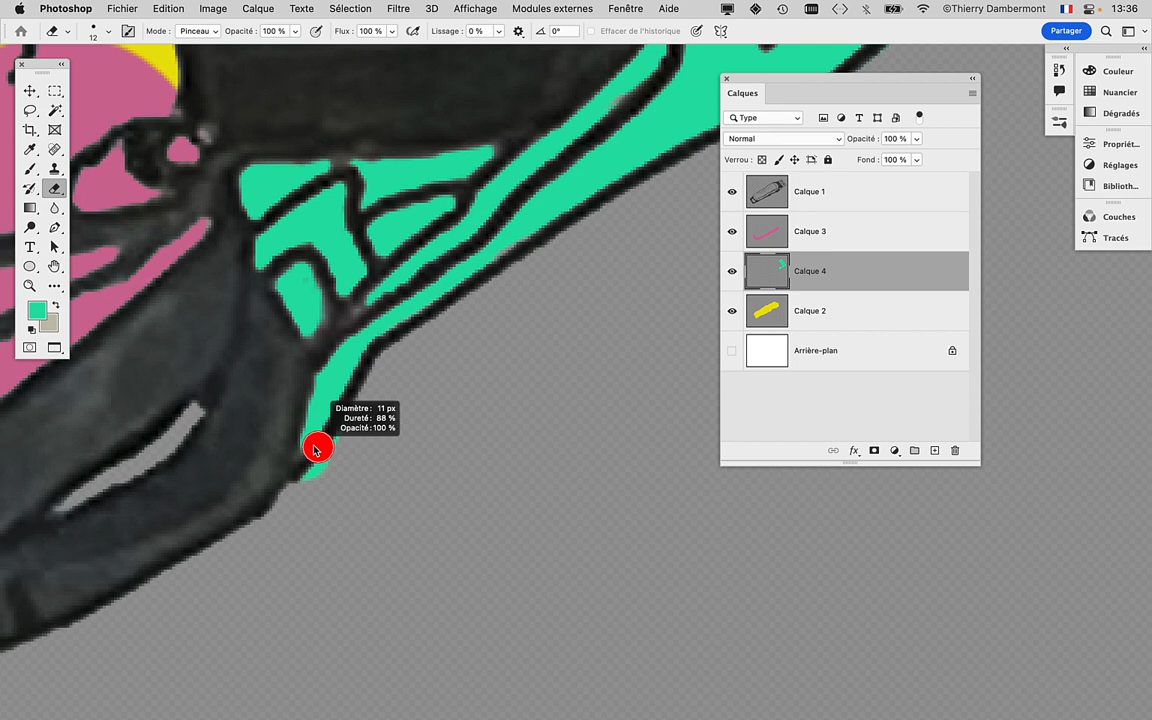 Photoshop Fichier Edition Image Calque Texte Sélection Filtre 3D Affichage Modules externes Fenêtre Aide ©Thierry Dambermont 13:36
12 Mode : Pinceau Opacité : 100 % Flux : 100 % Lissage : 0 % 0° Effacer de l'historique Partager
Calques
Type
Normal Opacité : 100 %
Verrou : Fond : 100 %
Calque 1
Calque 3
Calque 4
Calque 2
Arrière-plan
fx
Couleur
Nuancier
Dégradés
Propriét...
Réglages
Biblioth...
Couches
Tracés
Diamètre : 11 px
Dureté : 88 %
Opacité : 100 %